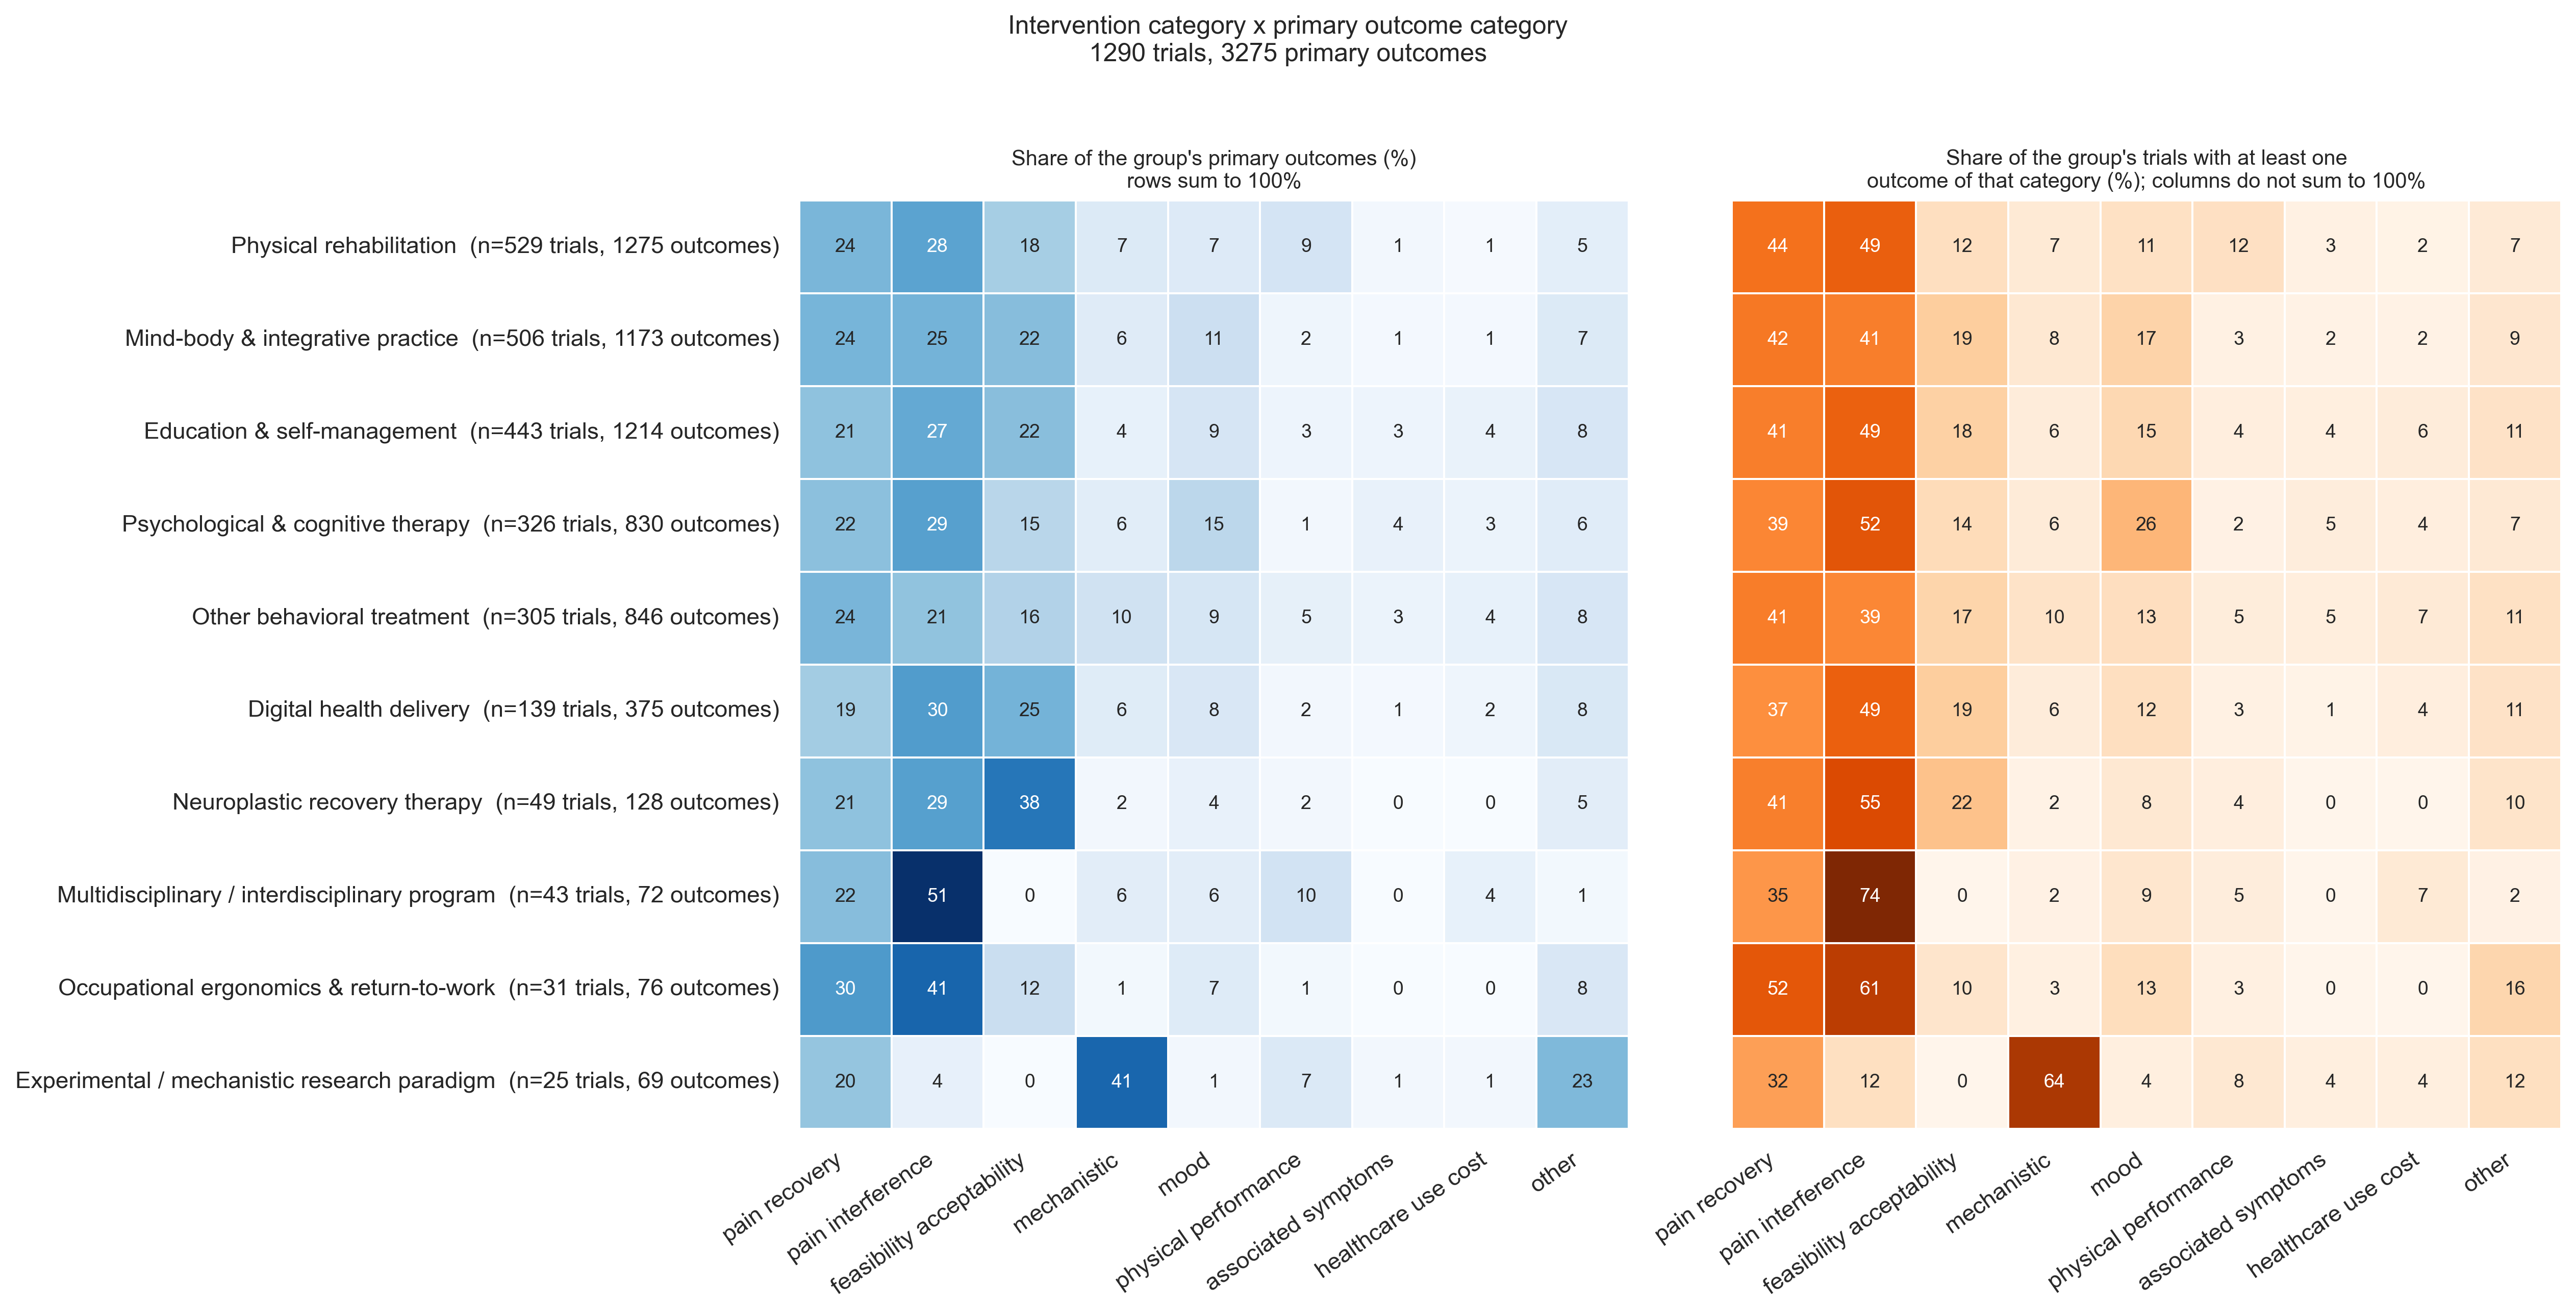 Intervention category x primary outcome category
1290 trials, 3275 primary outcomes
Share of the group's primary outcomes (%)
rows sum to 100%
Share of the group's trials with at least one
outcome of that category (%); columns do not sum to 100%
Physical rehabilitation (n=529 trials, 1275 outcomes) 24 28 18 7 7 9 1 1 5 44 49 12 7 11 12 3 2 7
Mind-body & integrative practice (n=506 trials, 1173 outcomes) 24 25 22 6 11 2 1 1 7 42 41 19 8 17 3 2 2 9
Education & self-management (n=443 trials, 1214 outcomes) 21 27 22 4 9 3 3 4 8 41 49 18 6 15 4 4 6 11
Psychological & cognitive therapy (n=326 trials, 830 outcomes) 22 29 15 6 15 1 4 3 6 39 52 14 6 26 2 5 4 7
Other behavioral treatment (n=305 trials, 846 outcomes) 24 21 16 10 9 5 3 4 8 41 39 17 10 13 5 5 7 11
Digital health delivery (n=139 trials, 375 outcomes) 19 30 25 6 8 2 1 2 8 37 49 19 6 12 3 1 4 11
Neuroplastic recovery therapy (n=49 trials, 128 outcomes) 21 29 38 2 4 2 0 0 5 41 55 22 2 8 4 0 0 10
Multidisciplinary / interdisciplinary program (n=43 trials, 72 outcomes) 22 51 0 6 6 10 0 4 1 35 74 0 2 9 5 0 7 2
Occupational ergonomics & return-to-work (n=31 trials, 76 outcomes) 30 41 12 1 7 1 0 0 8 52 61 10 3 13 3 0 0 16
Experimental / mechanistic research paradigm (n=25 trials, 69 outcomes) 20 4 0 41 1 7 1 1 23 32 12 0 64 4 8 4 4 12
pain recovery
pain interference
feasibility acceptability
mechanistic
mood
physical performance
associated symptoms
healthcare use cost
other
pain recovery
pain interference
feasibility acceptability
mechanistic
mood
physical performance
associated symptoms
healthcare use cost
other